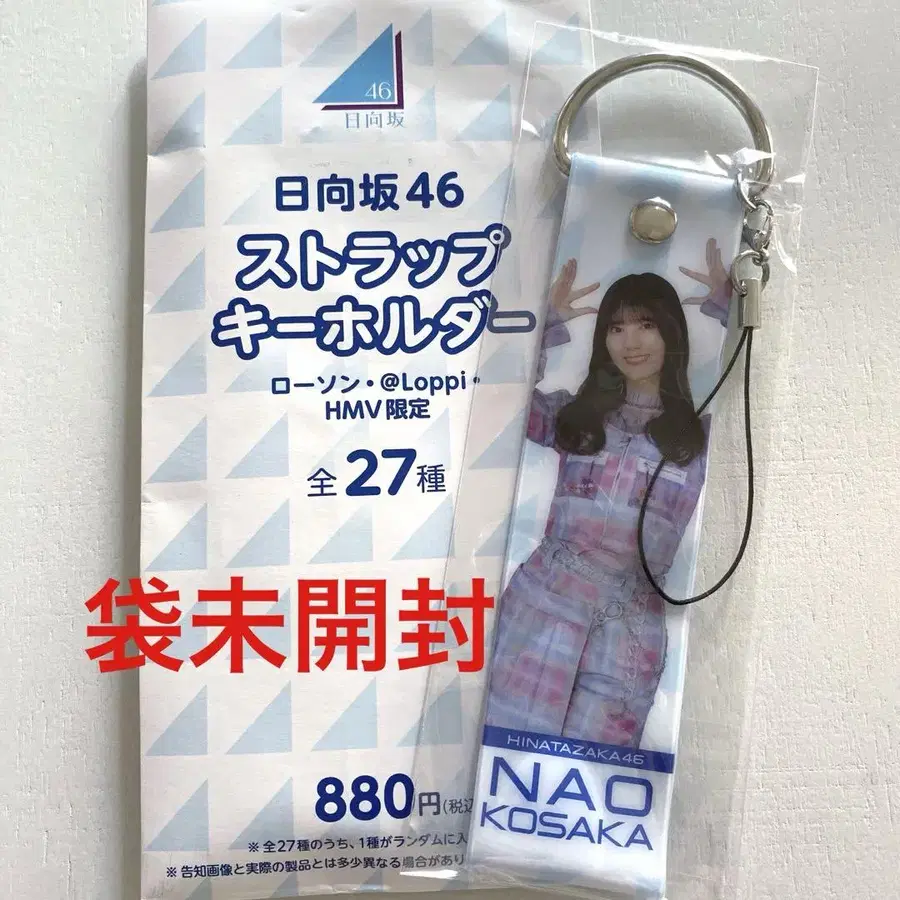 46
日向坂
日向坂46
ストラップ
キーホルダー
ローソン・@Loppi・
HMV限定
全27種
袋未開封
880円(税込
※全27種のうち、1種がランダムに入
※告知画像と実際の製品とは多少異なる場合があり
HINATAZAKA46
NAO
KOSAKA